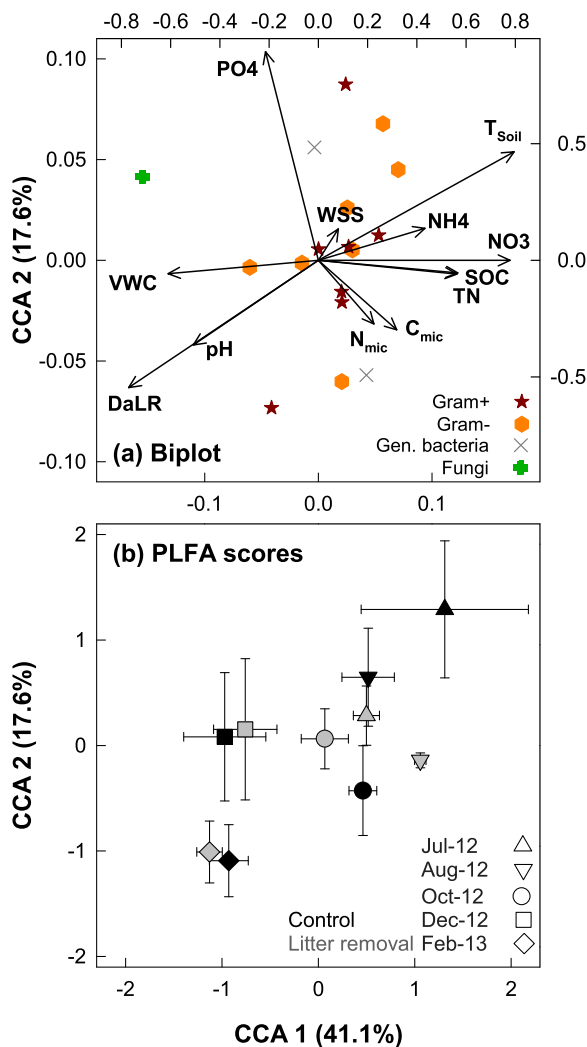 -0.8 -0.6 -0.4 -0.2 0.0 0.2 0.4 0.6 0.8
0.10
PO4
T Soil
0.5
0.05
WSS
NH4
NO3
CCA 2 (17.6%)
0.00
0.0
VWC
SOC
TN
N mic
C mic
pH
-0.05
DaLR
-0.5
Gram+
Gram-
Gen. bacteria
Fungi
(a) Biplot
-0.10
-0.1 0.0 0.1
2
(b) PLFA scores
1
CCA 2 (17.6%)
0
-1
Jul-12
Aug-12
Oct-12
Control Dec-12
Litter removal Feb-13
-2
-2 -1 0 1 2
CCA 1 (41.1%)